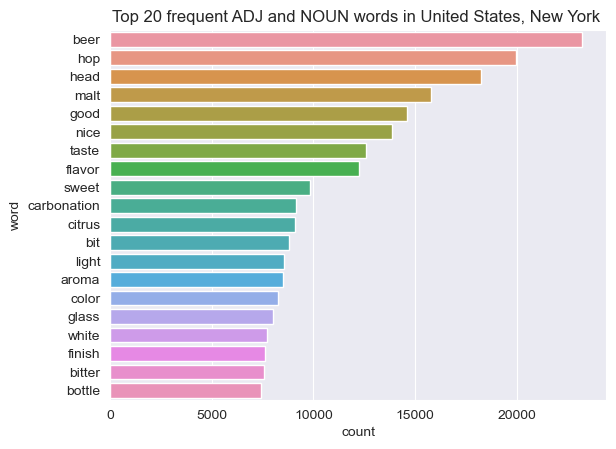 Top 20 frequent ADJ and NOUN words in United States, New York
word
beer
hop
head
malt
good
nice
taste
flavor
sweet
carbonation
citrus
bit
light
aroma
color
glass
white
finish
bitter
bottle
0 5000 10000 15000 20000
count